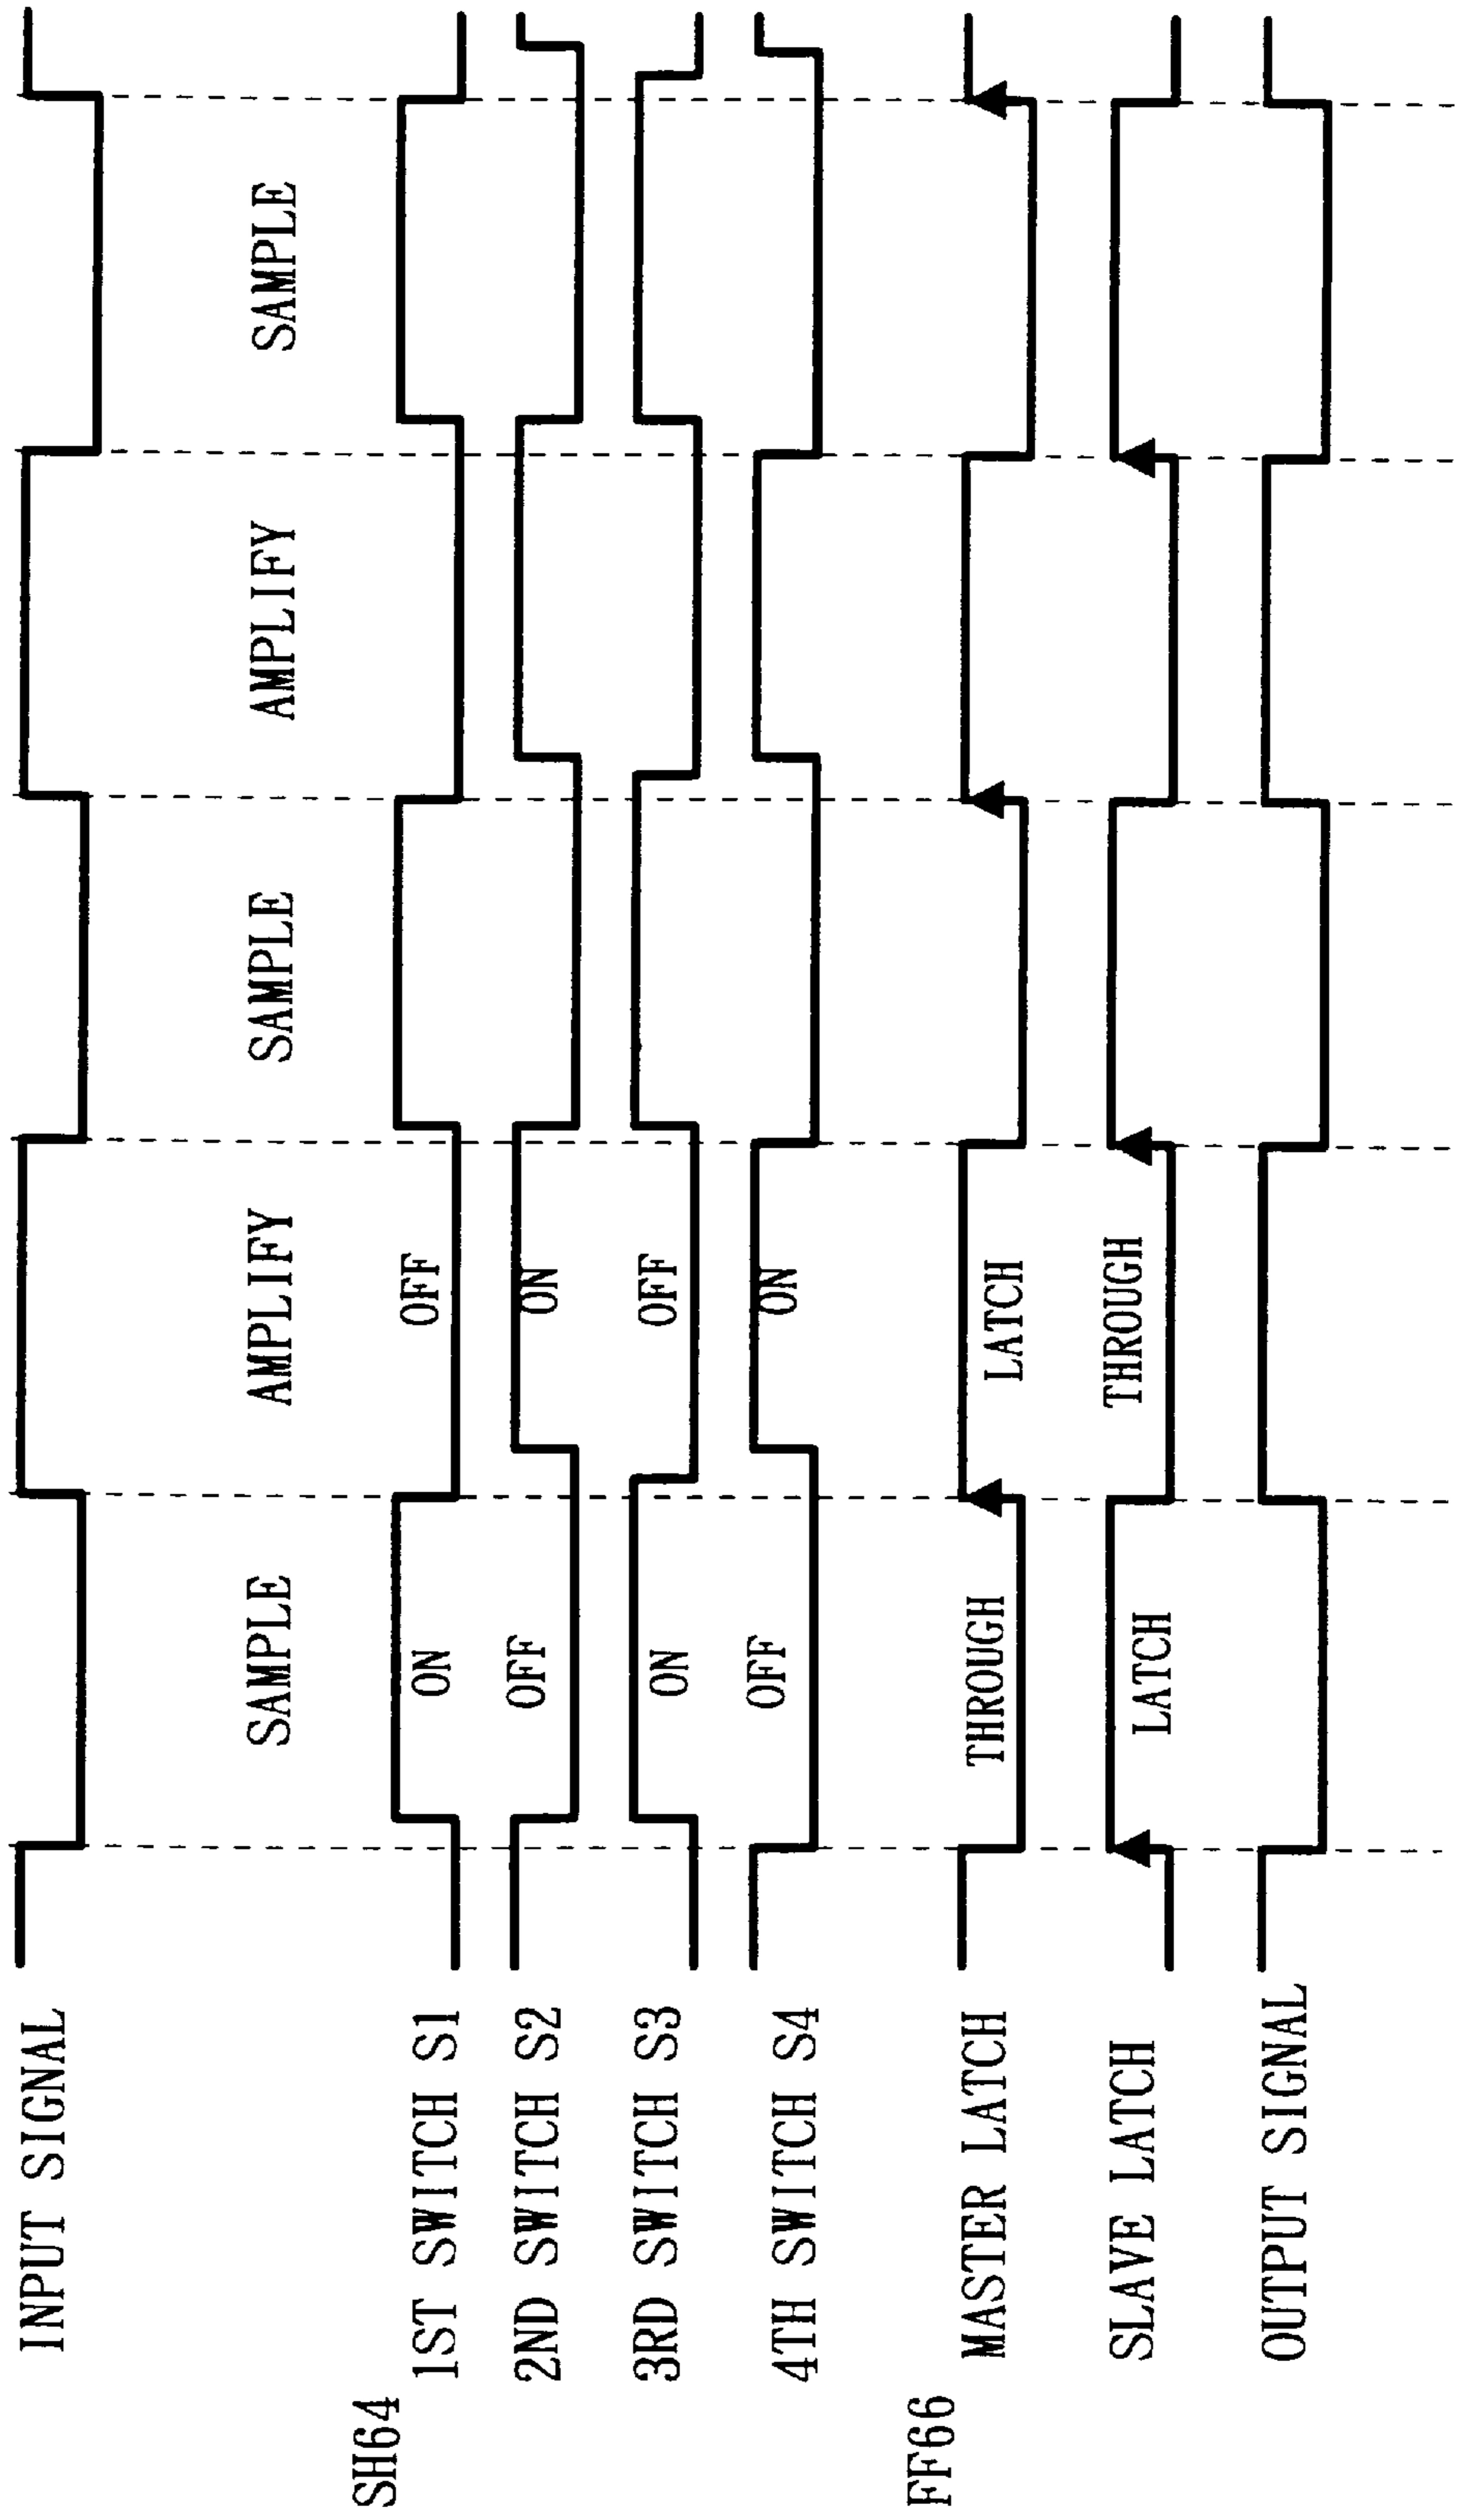 INPUT SIGNAL
SAMPLE AMPLIFY SAMPLE AMPLIFY SAMPLE
SH64
1ST SWITCH S1 ON OFF
2ND SWITCH S2 OFF ON
3RD SWITCH S3 ON OFF
4TH SWITCH S4 OFF ON
FF66
MASTER LATCH THROUGH LATCH
SLAVE LATCH LATCH THROUGH
OUTPUT SIGNAL